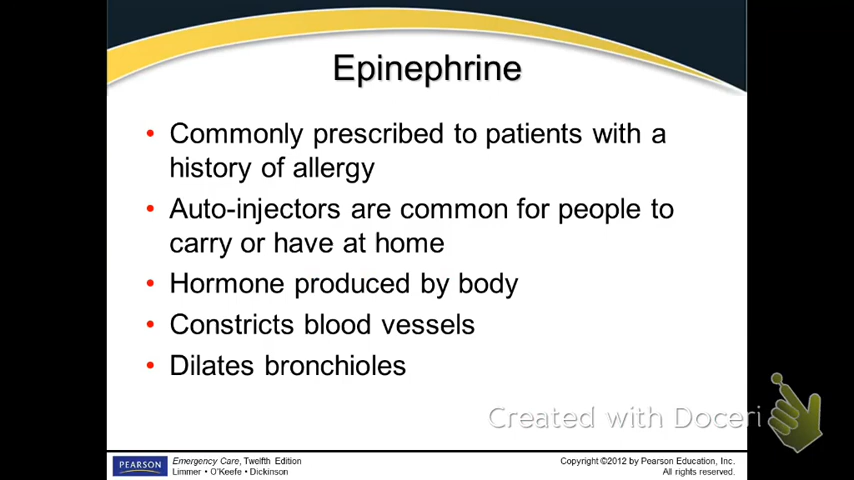 Epinephrine
• Commonly prescribed to patients with a
history of allergy
• Auto-injectors are common for people to
carry or have at home
• Hormone produced by body
• Constricts blood vessels
• Dilates bronchioles
Created with Doceri
PEARSON
Emergency Care, Twelfth Edition
Limmer • O'Keefe • Dickinson
Copyright ©2012 by Pearson Education, Inc.
All rights reserved.